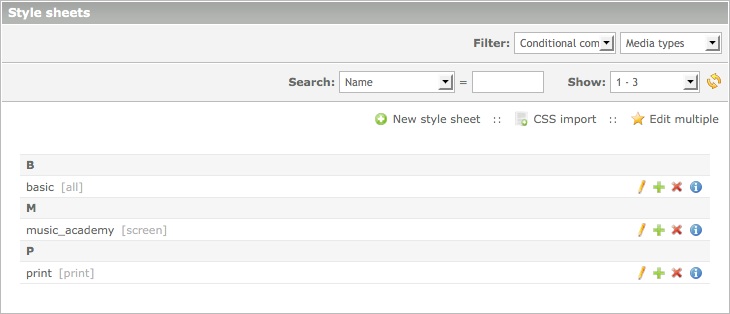 Style sheets
Filter: Conditional com Media types
Search: Name = Show: 1 - 3
New style sheet :: CSS import :: Edit multiple
B
basic [all]
M
music_academy [screen]
P
print [print]